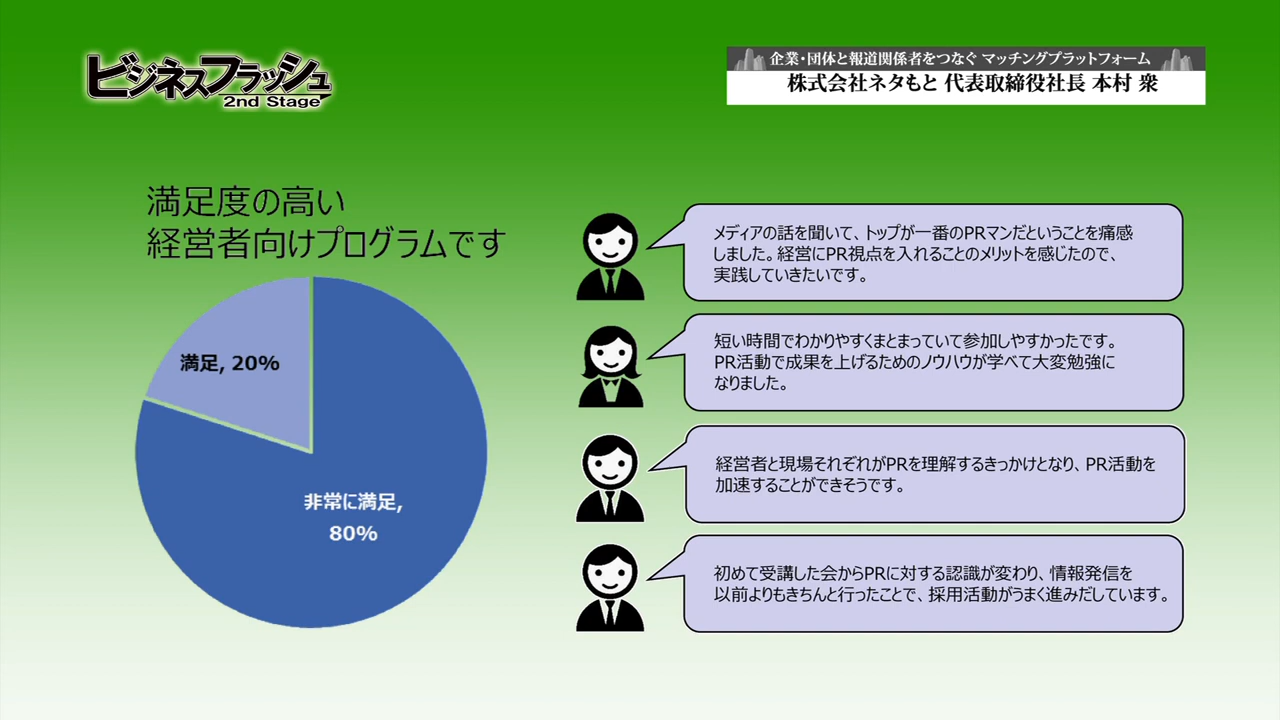 ビジネスフラッシュ
2nd Stage
企業・団体と報道関係者をつなぐ マッチングプラットフォーム
株式会社ネタもと 代表取締役社長 本村 衆
満足度の高い
経営者向けプログラムです
満足, 20%
非常に満足,
80%
メディアの話を聞いて、トップが一番のPRマンだということを痛感
しました。経営にPR視点を入れることのメリットを感じたので、
実践していきたいです。
短い時間でわかりやすくまとまっていて参加しやすかったです。
PR活動で成果を上げるためのノウハウが学べて大変勉強に
なりました。
経営者と現場それぞれがPRを理解するきっかけとなり、PR活動を
加速することができそうです。
初めて受講した会からPRに対する認識が変わり、情報発信を
以前よりもきちんと行ったことで、採用活動がうまく進みだしています。